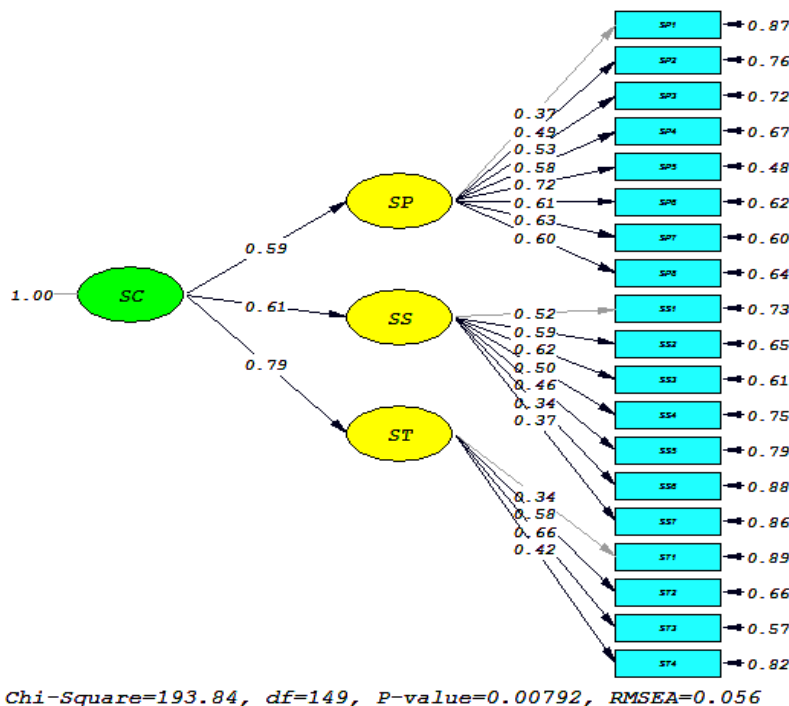 SP1
0.87
SP2
0.76
SP3
0.72
SP4
0.67
SP5
0.48
SP6
0.62
SP7
0.60
SP8
0.64
SS1
0.73
SS2
0.65
SS3
0.61
SS4
0.75
SS5
0.79
SS6
0.88
SS7
0.86
ST1
0.89
ST2
0.66
ST3
0.57
ST4
0.82
0.37
0.49
0.53
0.58
0.72
0.61
0.63
0.60
0.52
0.59
0.62
0.50
0.46
0.34
0.37
0.34
0.58
0.66
0.42
SP
SS
ST
0.59
0.61
0.79
1.00
SC
Chi-Square=193.84, df=149, P-value=0.00792, RMSEA=0.056